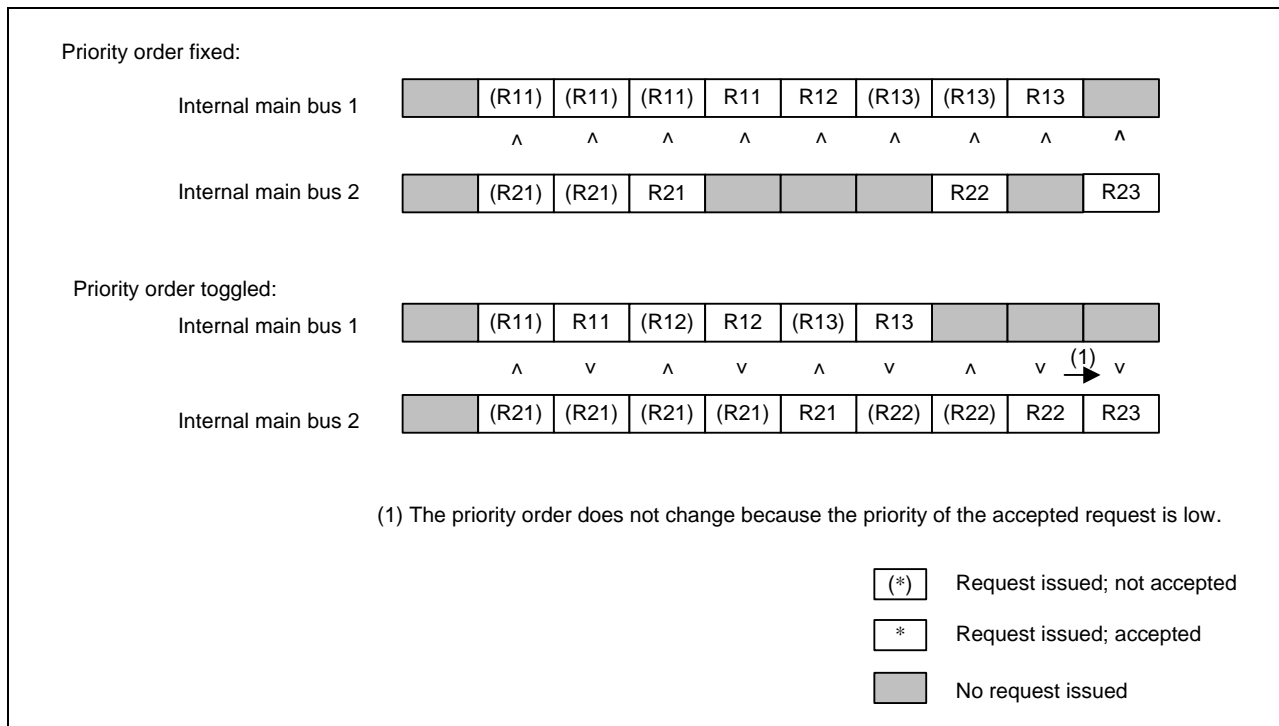 Priority order fixed:
Internal main bus 1 (R11) (R11) (R11) R11 R12 (R13) (R13) R13
^ ^ ^ ^ ^ ^ ^ ^ ^
Internal main bus 2 (R21) (R21) R21 R22 R23
Priority order toggled:
Internal main bus 1 (R11) R11 (R12) R12 (R13) R13
^ v ^ v ^ v ^ v (1) v
Internal main bus 2 (R21) (R21) (R21) (R21) R21 (R22) (R22) R22 R23
(1) The priority order does not change because the priority of the accepted request is low.
(*) Request issued; not accepted
* Request issued; accepted
No request issued